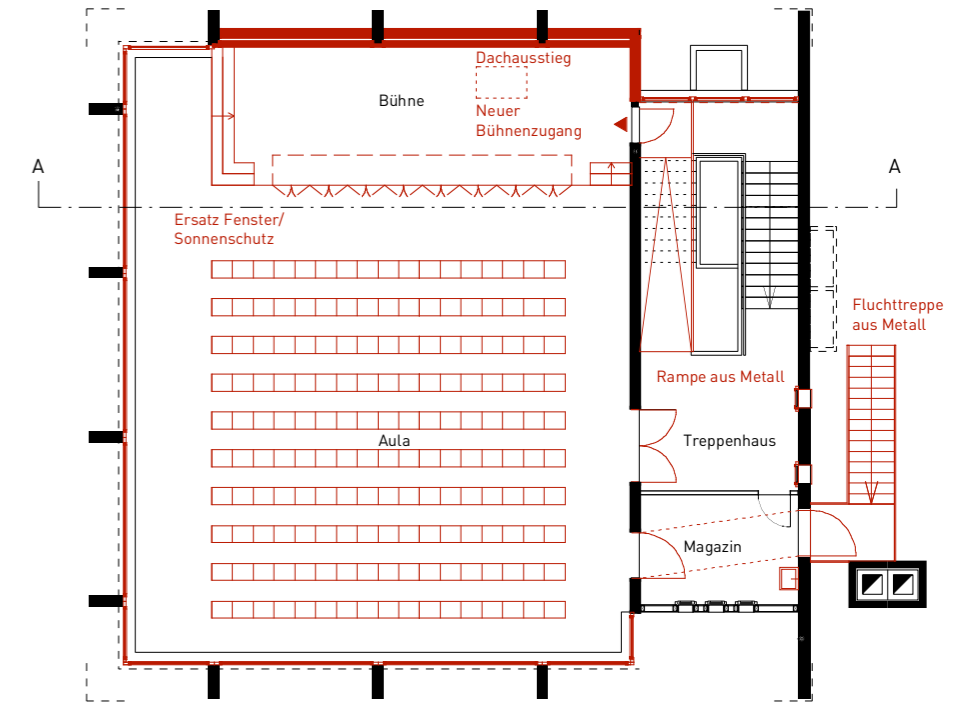 Dachausstieg
Bühne
Neuer
Bühnenzugang
A
A
Ersatz Fenster/
Sonnenschutz
Fluchttreppe
aus Metall
Rampe aus Metall
Aula
Treppenhaus
Magazin